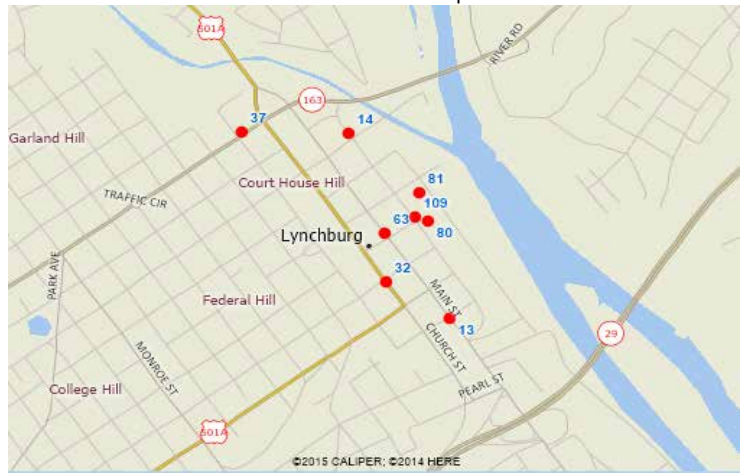 501A
RIVER RD
163
37
14
Garland Hill
81
Court House Hill
TRAFFIC CIR
109
63
80
Lynchburg
PARK AVE
32
MAIN ST
Federal Hill
13
CHURCH ST
29
MONROE ST
PEARL ST
College Hill
501A
©2015 CALIPER; ©2014 HERE